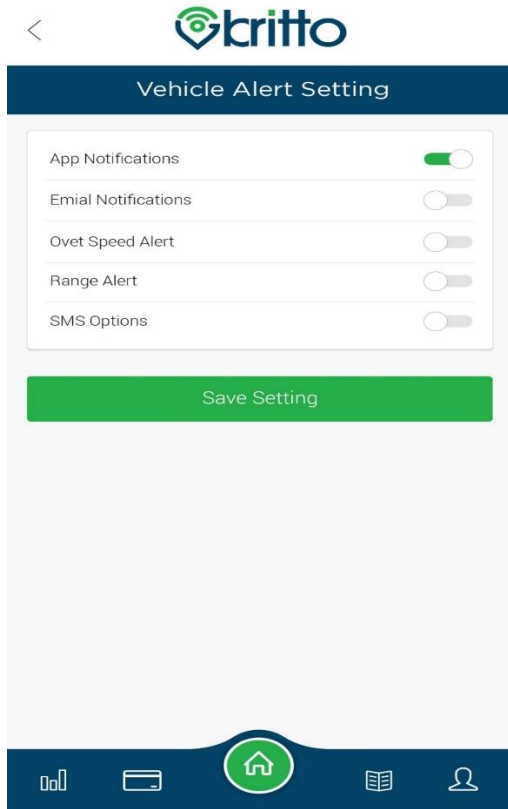 kritto
Vehicle Alert Setting
App Notifications
Emial Notifications
Ovet Speed Alert
Range Alert
SMS Options
Save Setting